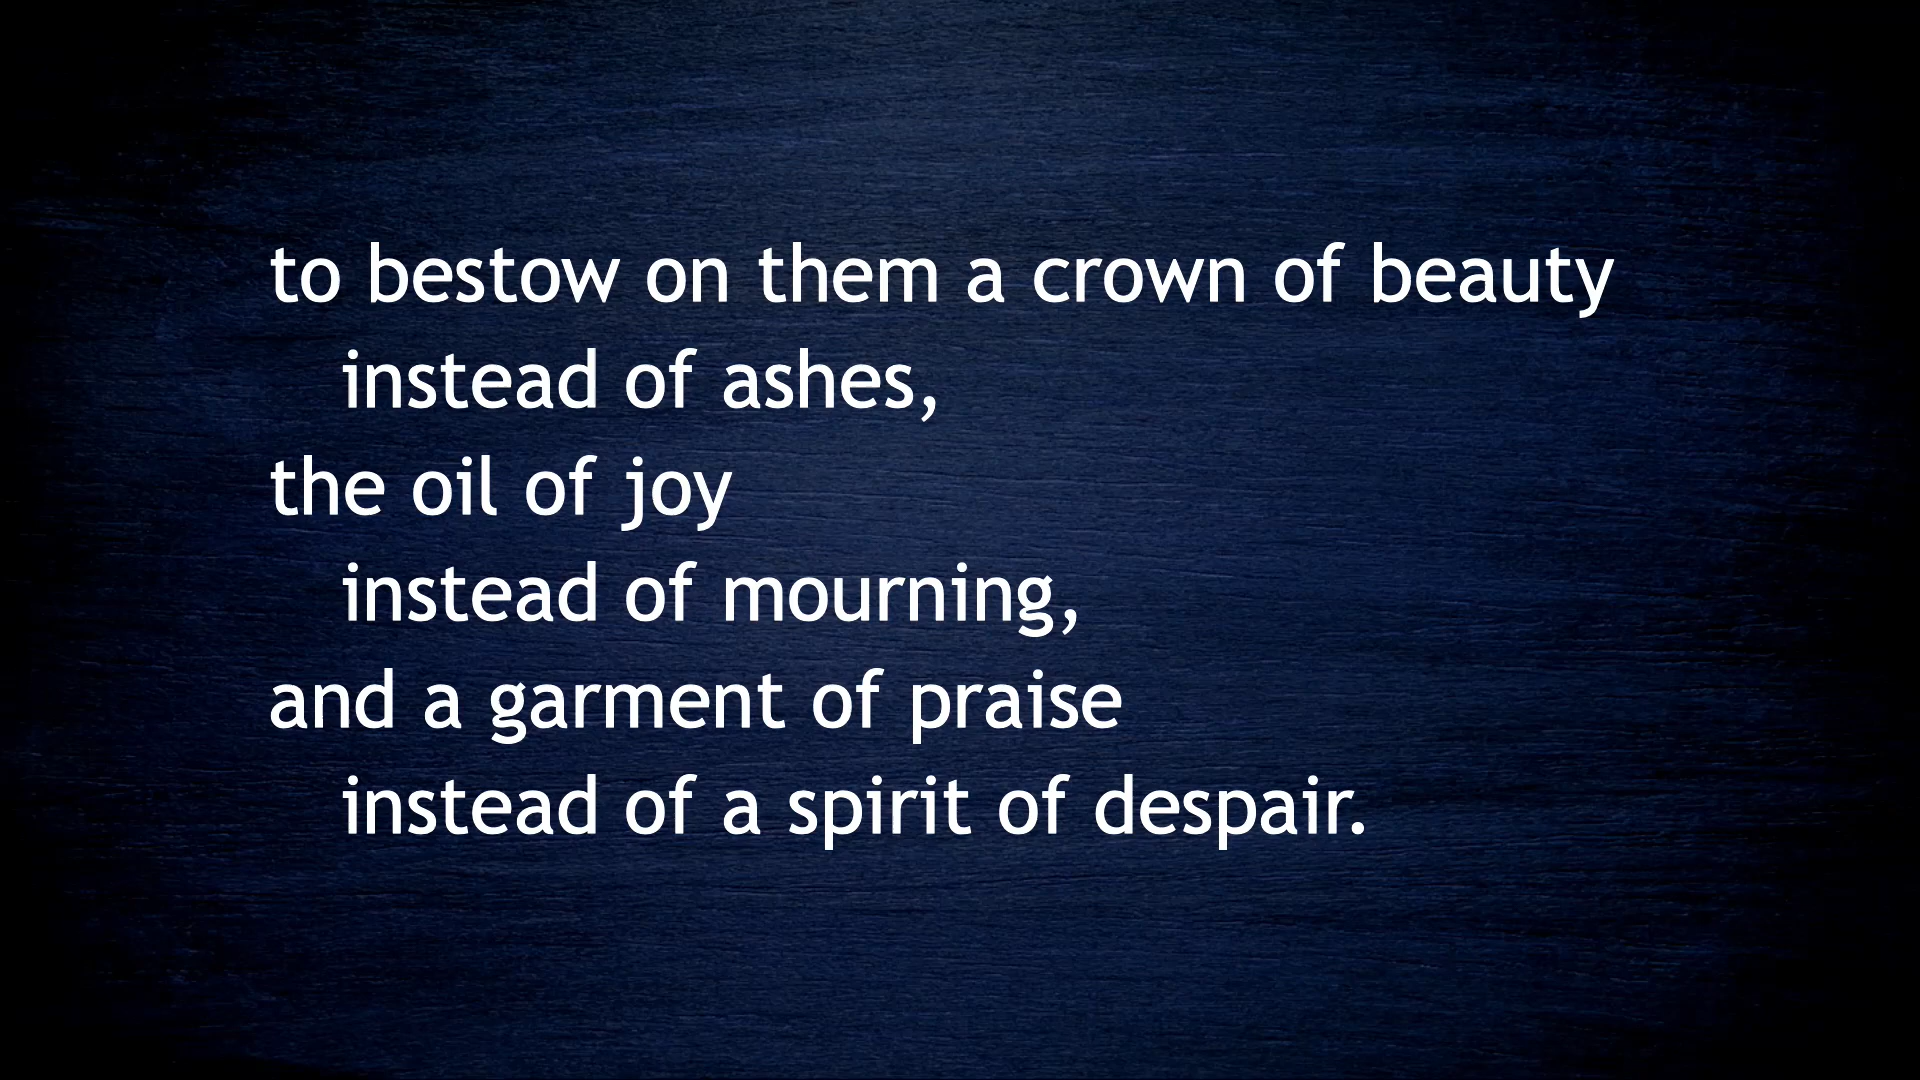 to bestow on them a crown of beauty
instead of ashes,
the oil of joy
instead of mourning,
and a garment of praise
instead of a spirit of despair.